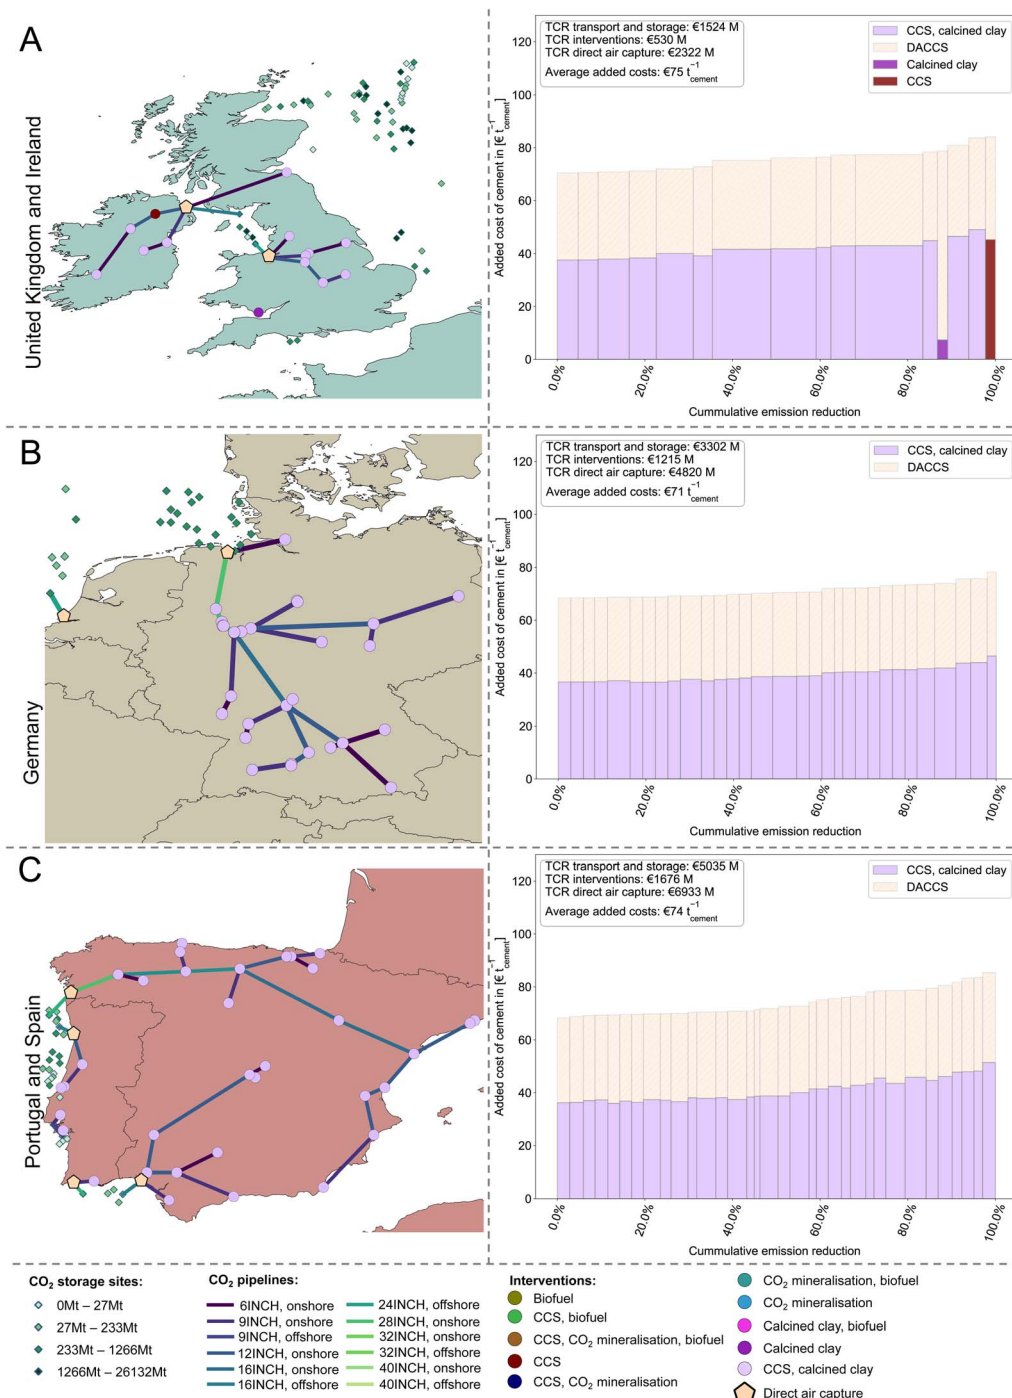 A
United Kingdom and Ireland
TCR transport and storage: €1524 M
TCR interventions: €530 M
TCR direct air capture: €2322 M
Average added costs: €75 t⁻¹cement
CCS, calcined clay
DACCS
Calcined clay
CCS
Added cost of cement in [€ t⁻¹cement]
120
100
80
60
40
20
0
0.0%
20.0%
40.0%
60.0%
80.0%
100.0%
Cummulative emission reduction
B
Germany
TCR transport and storage: €3302 M
TCR interventions: €1215 M
TCR direct air capture: €4820 M
Average added costs: €71 t⁻¹cement
CCS, calcined clay
DACCS
Added cost of cement in [€ t⁻¹cement]
120
100
80
60
40
20
0
0.0%
20.0%
40.0%
60.0%
80.0%
100.0%
Cummulative emission reduction
C
Portugal and Spain
TCR transport and storage: €5035 M
TCR interventions: €1676 M
TCR direct air capture: €6933 M
Average added costs: €74 t⁻¹cement
CCS, calcined clay
DACCS
Added cost of cement in [€ t⁻¹cement]
120
100
80
60
40
20
0
0.0%
20.0%
40.0%
60.0%
80.0%
100.0%
Cummulative emission reduction
CO₂ storage sites:
0Mt – 27Mt
27Mt – 233Mt
233Mt – 1266Mt
1266Mt – 26132Mt
CO₂ pipelines:
6INCH, onshore
9INCH, onshore
9INCH, offshore
12INCH, onshore
16INCH, onshore
16INCH, offshore
24INCH, offshore
28INCH, onshore
32INCH, onshore
32INCH, offshore
40INCH, onshore
40INCH, offshore
Interventions:
Biofuel
CCS, biofuel
CCS, CO₂ mineralisation, biofuel
CCS
CCS, CO₂ mineralisation
CO₂ mineralisation, biofuel
CO₂ mineralisation
Calcined clay, biofuel
Calcined clay
CCS, calcined clay
Direct air capture